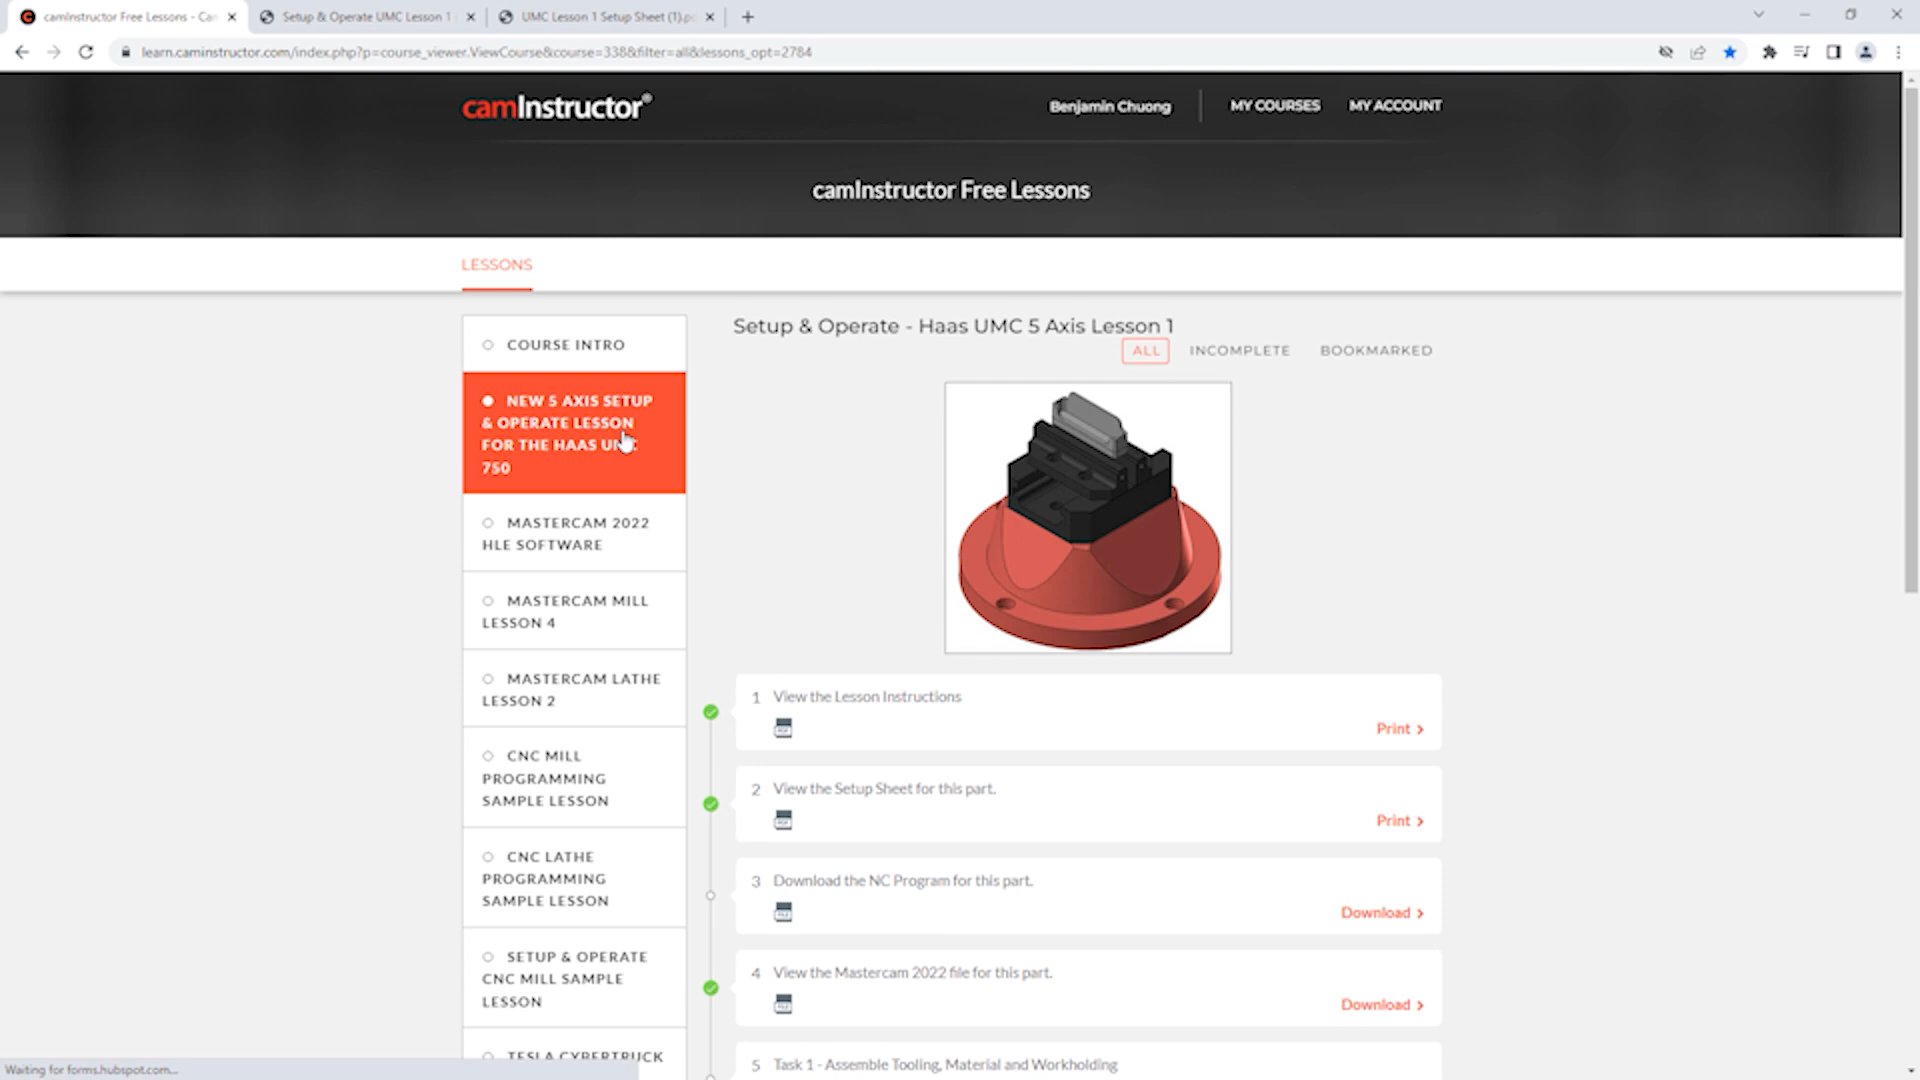 camInstructor Free Lessons - Cam
Setup & Operate UMC Lesson 1
UMC Lesson 1 Setup Sheet (1).p
learn.caminstructor.com/index.php?p=course_viewer.ViewCourse&course=338&filter=all&lessons_opt=2784
camInstructor®
Benjamin Chuong
MY COURSES
MY ACCOUNT
camInstructor Free Lessons
LESSONS
COURSE INTRO
NEW 5 AXIS SETUP
& OPERATE LESSON
FOR THE HAAS UMC
750
MASTERCAM 2022
HLE SOFTWARE
MASTERCAM MILL
LESSON 4
MASTERCAM LATHE
LESSON 2
CNC MILL
PROGRAMMING
SAMPLE LESSON
CNC LATHE
PROGRAMMING
SAMPLE LESSON
SETUP & OPERATE
CNC MILL SAMPLE
LESSON
TESLA CYBERTRUCK
Setup & Operate - Haas UMC 5 Axis Lesson 1
ALL
INCOMPLETE
BOOKMARKED
1 View the Lesson Instructions
Print >
2 View the Setup Sheet for this part.
Print >
3 Download the NC Program for this part.
Download >
4 View the Mastercam 2022 file for this part.
Download >
5 Task 1 - Assemble Tooling, Material and Workholding
Waiting for forms.hubspot.com...